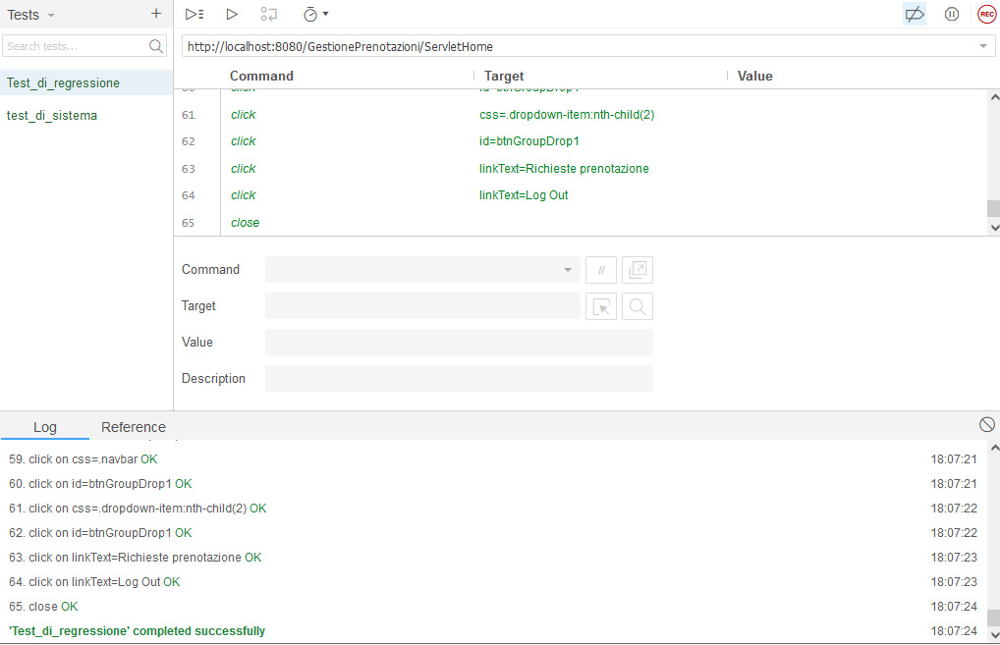 Tests
REC
Search tests...
http://localhost:8080/GestionePrenotazioni/ServletHome
Test_di_regressione
test_di_sistema
Command Target Value
click id=btnGroupDrop1
61 click css=.dropdown-item:nth-child(2)
62 click id=btnGroupDrop1
63 click linkText=Richieste prenotazione
64 click linkText=Log Out
65 close
Command
//
Target
Value
Description
Log Reference
59. click on css=.navbar OK 18:07:21
60. click on id=btnGroupDrop1 OK 18:07:21
61. click on css=.dropdown-item:nth-child(2) OK 18:07:22
62. click on id=btnGroupDrop1 OK 18:07:22
63. click on linkText=Richieste prenotazione OK 18:07:23
64. click on linkText=Log Out OK 18:07:23
65. close OK 18:07:24
'Test_di_regressione' completed successfully 18:07:24